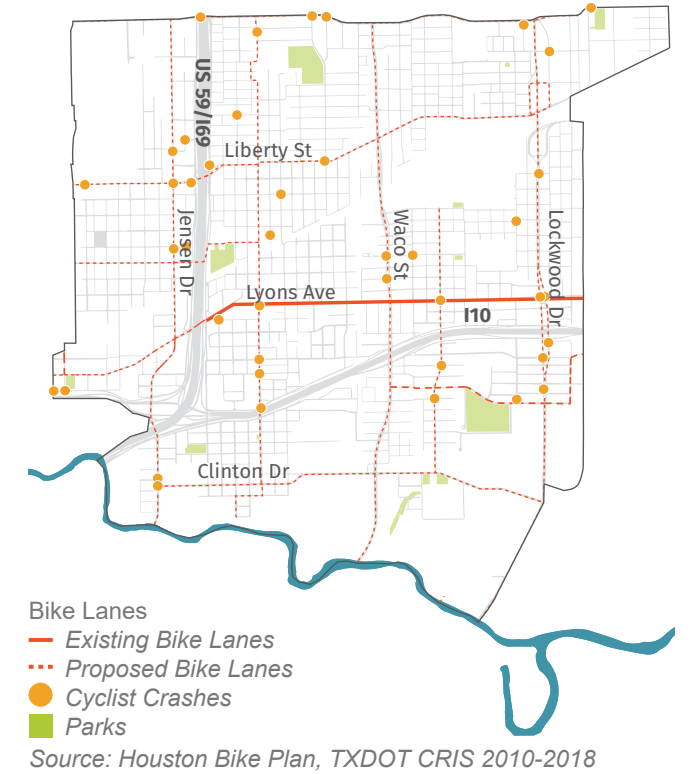 US 59/I69
Liberty St
Jensen Dr
Waco St
Lockwood Dr
Lyons Ave
I10
Clinton Dr
Bike Lanes
Existing Bike Lanes
Proposed Bike Lanes
Cyclist Crashes
Parks
Source: Houston Bike Plan, TXDOT CRIS 2010-2018